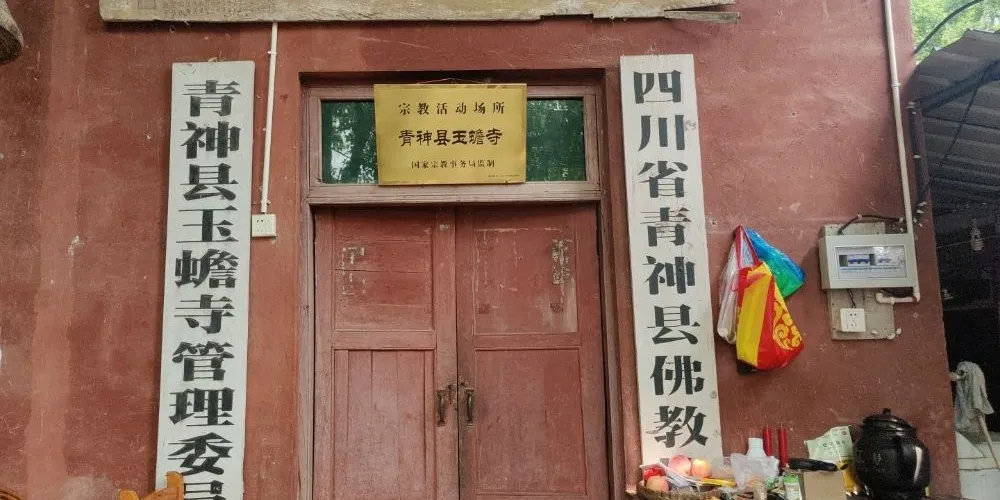 宗教活动场所
青神县玉蟾寺
国家宗教事务局监制
青神县玉蟾寺管理委员
四川省青神县佛教